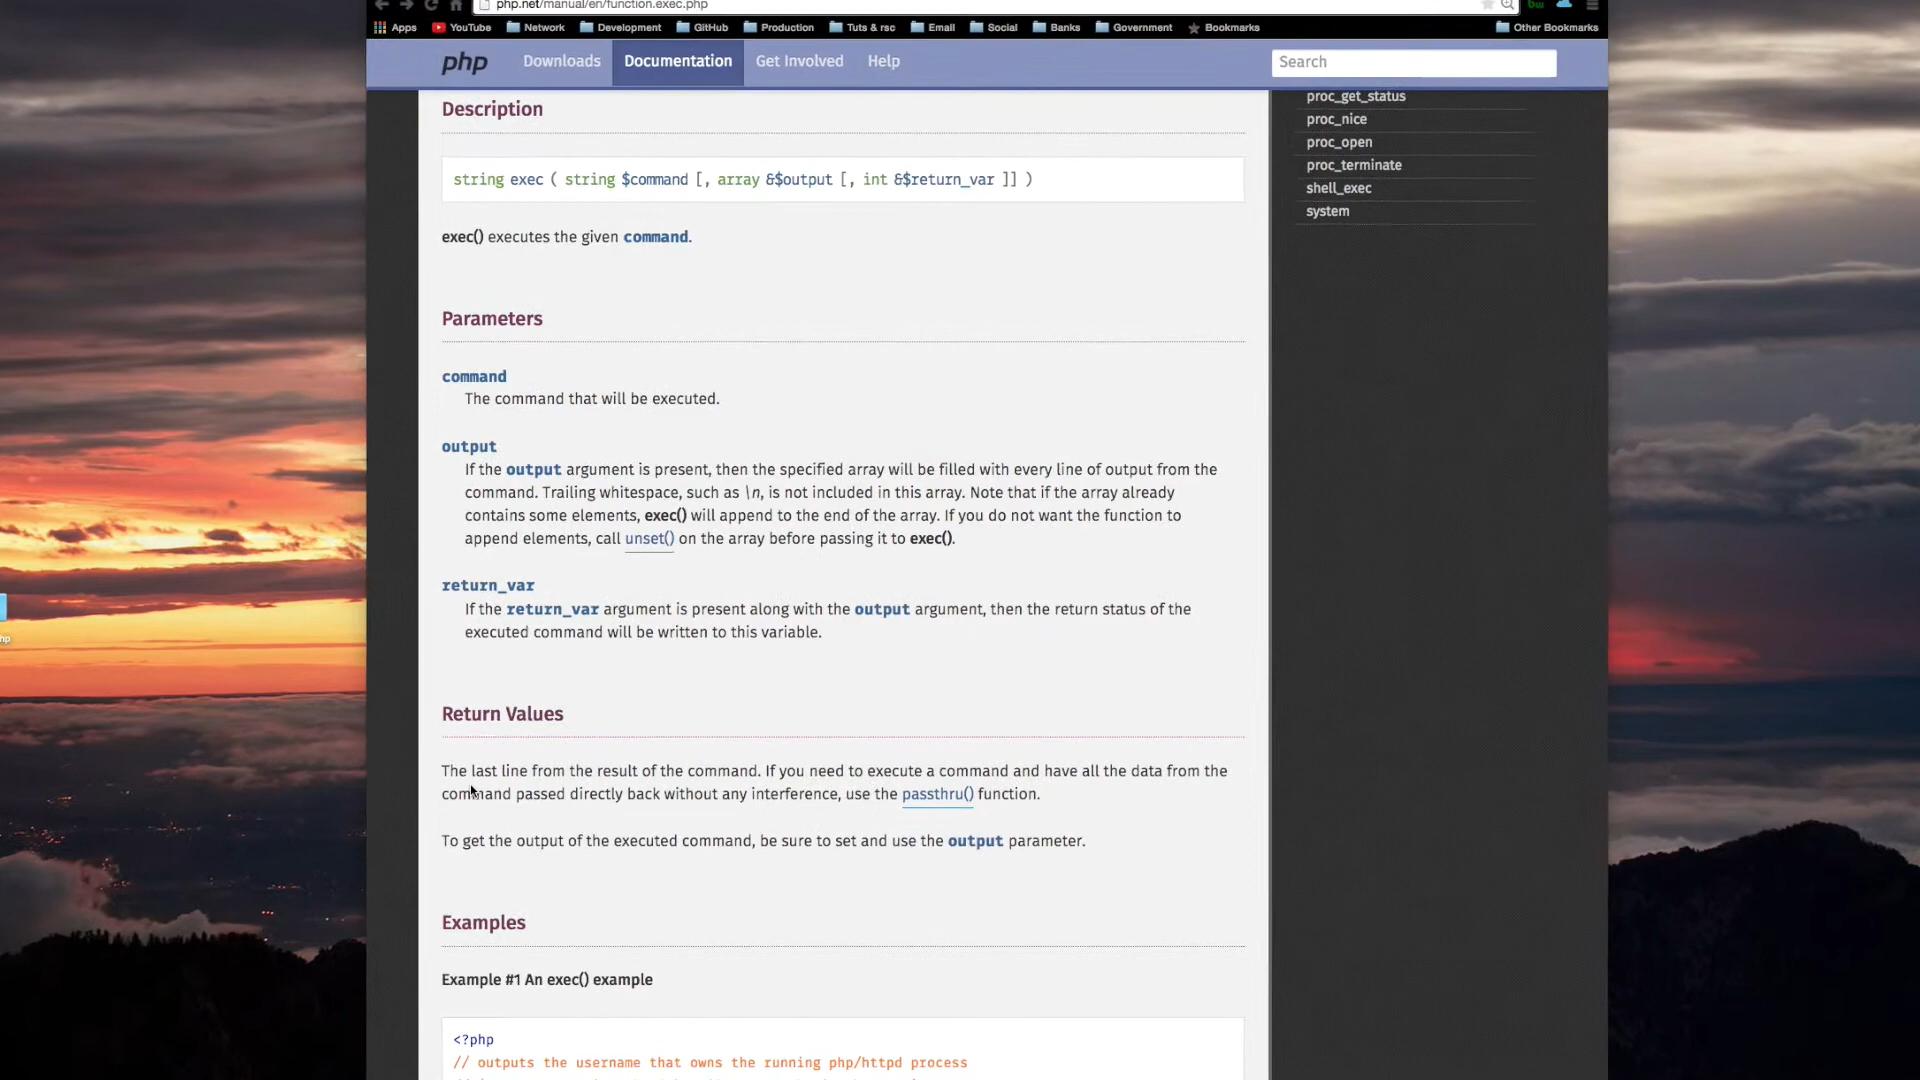 php.net/manual/en/function.exec.php
Apps YouTube Network Development GitHub Production Tuts & rsc Email Social Banks Government Bookmarks Other Bookmarks
php Downloads Documentation Get Involved Help Search
Description
string exec ( string $command [, array &$output [, int &$return_var ]] )
exec() executes the given command.
Parameters
command
The command that will be executed.
output
If the output argument is present, then the specified array will be filled with every line of output from the
command. Trailing whitespace, such as \n, is not included in this array. Note that if the array already
contains some elements, exec() will append to the end of the array. If you do not want the function to
append elements, call unset() on the array before passing it to exec().
return_var
If the return_var argument is present along with the output argument, then the return status of the
executed command will be written to this variable.
Return Values
The last line from the result of the command. If you need to execute a command and have all the data from the
command passed directly back without any interference, use the passthru() function.
To get the output of the executed command, be sure to set and use the output parameter.
Examples
Example #1 An exec() example
<?php
// outputs the username that owns the running php/httpd process
proc_get_status
proc_nice
proc_open
proc_terminate
shell_exec
system